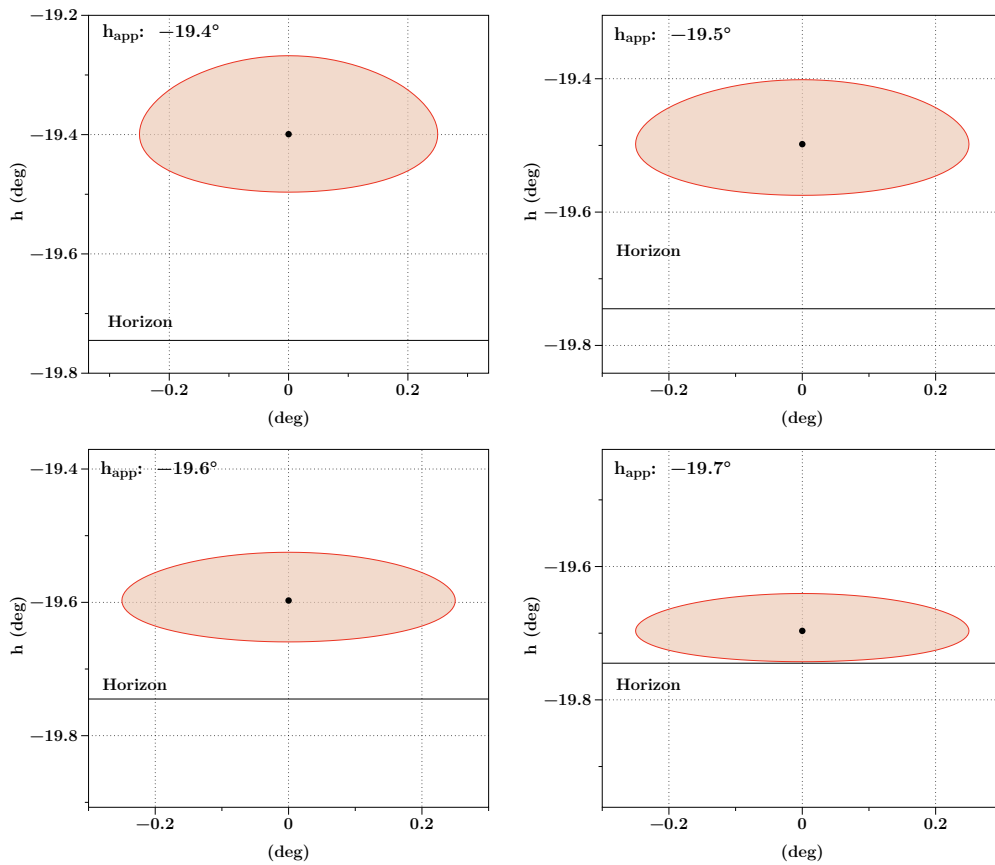 h_app: −19.4°
−19.2
−19.4
−19.6
−19.8
h (deg)
Horizon
−0.2 0 0.2
(deg)
h_app: −19.5°
−19.4
−19.6
−19.8
h (deg)
Horizon
−0.2 0 0.2
(deg)
h_app: −19.6°
−19.4
−19.6
−19.8
h (deg)
Horizon
−0.2 0 0.2
(deg)
h_app: −19.7°
−19.6
−19.8
h (deg)
Horizon
−0.2 0 0.2
(deg)